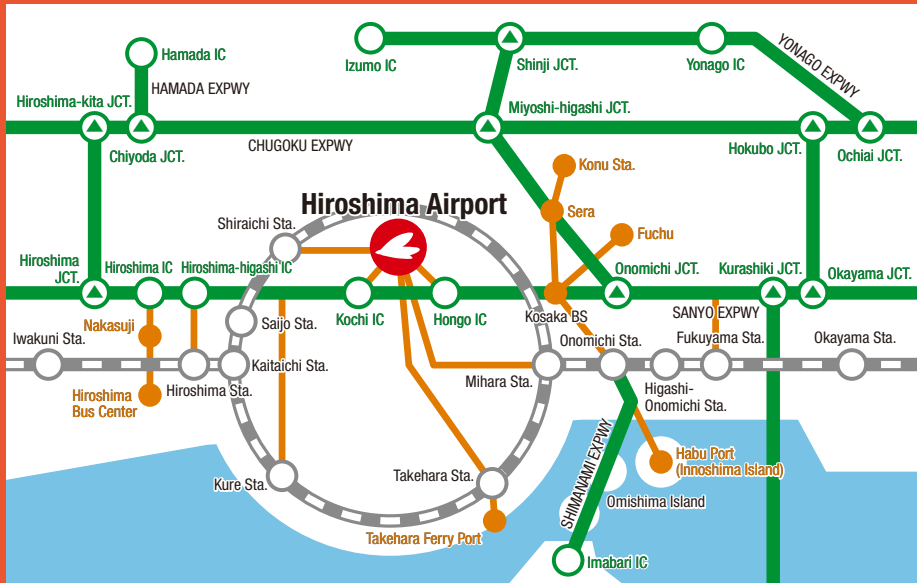 Hamada IC
Izumo IC
Shinji JCT.
Yonago IC
YONAGO EXPWY
HAMADA EXPWY
Hiroshima-kita JCT.
Miyoshi-higashi JCT.
Chiyoda JCT.
CHUGOKU EXPWY
Hokubo JCT.
Ochiai JCT.
Konu Sta.
Hiroshima Airport
Sera
Shiraichi Sta.
Fuchu
Hiroshima
JCT.
Hiroshima IC
Hiroshima-higashi IC
Onomichi JCT.
Kurashiki JCT.
Okayama JCT.
Kochi IC
Hongo IC
Kosaka BS
SANYO EXPWY
Nakasuji
Saijo Sta.
Iwakuni Sta.
Onomichi Sta.
Fukuyama Sta.
Okayama Sta.
Kaitaichi Sta.
Mihara Sta.
Hiroshima Sta.
Higashi-
Onomichi Sta.
Hiroshima
Bus Center
SHIMANAMI EXPWY
Habu Port
(Innoshima Island)
Kure Sta.
Takehara Sta.
Omishima Island
Takehara Ferry Port
Imabari IC